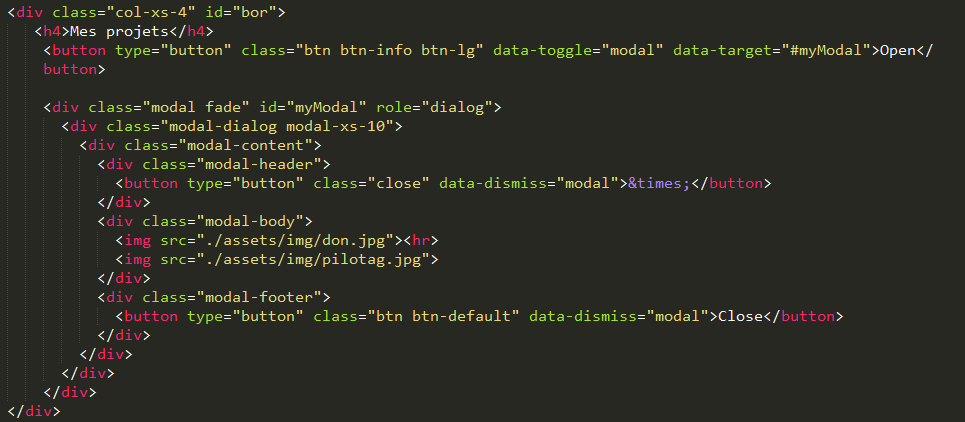 <div class="col-xs-4" id="bor">
<h4>Mes projets</h4>
<button type="button" class="btn btn-info btn-lg" data-toggle="modal" data-target="#myModal">Open</
button>
<div class="modal fade" id="myModal" role="dialog">
<div class="modal-dialog modal-xs-10">
<div class="modal-content">
<div class="modal-header">
<button type="button" class="close" data-dismiss="modal">&times;</button>
</div>
<div class="modal-body">
<img src="./assets/img/don.jpg"><hr>
<img src="./assets/img/pilotag.jpg">
</div>
<div class="modal-footer">
<button type="button" class="btn btn-default" data-dismiss="modal">Close</button>
</div>
</div>
</div>
</div>
</div>